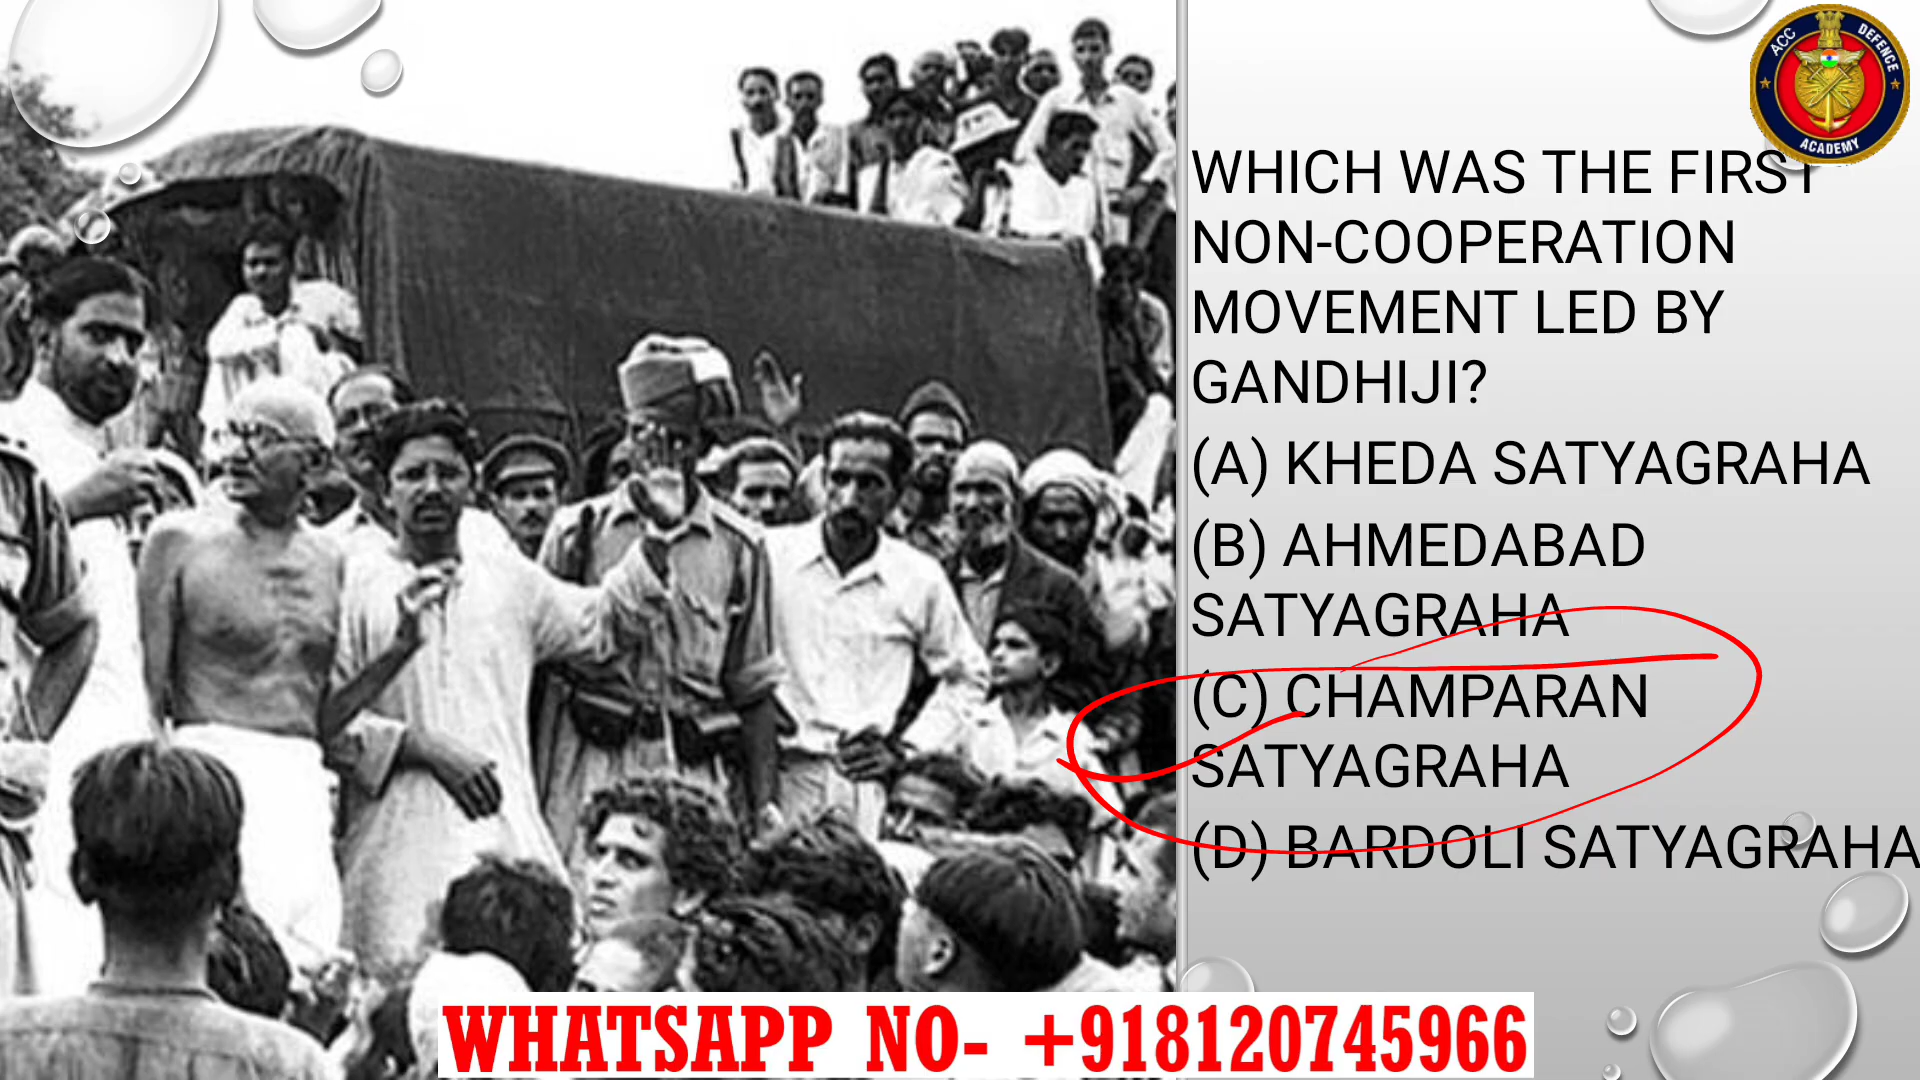 ACC DEFENCE
ACADEMY
WHICH WAS THE FIRST
NON-COOPERATION
MOVEMENT LED BY
GANDHIJI?
(A) KHEDA SATYAGRAHA
(B) AHMEDABAD
SATYAGRAHA
(C) CHAMPARAN
SATYAGRAHA
(D) BARDOLI SATYAGRAHA
WHATSAPP NO- +918120745966